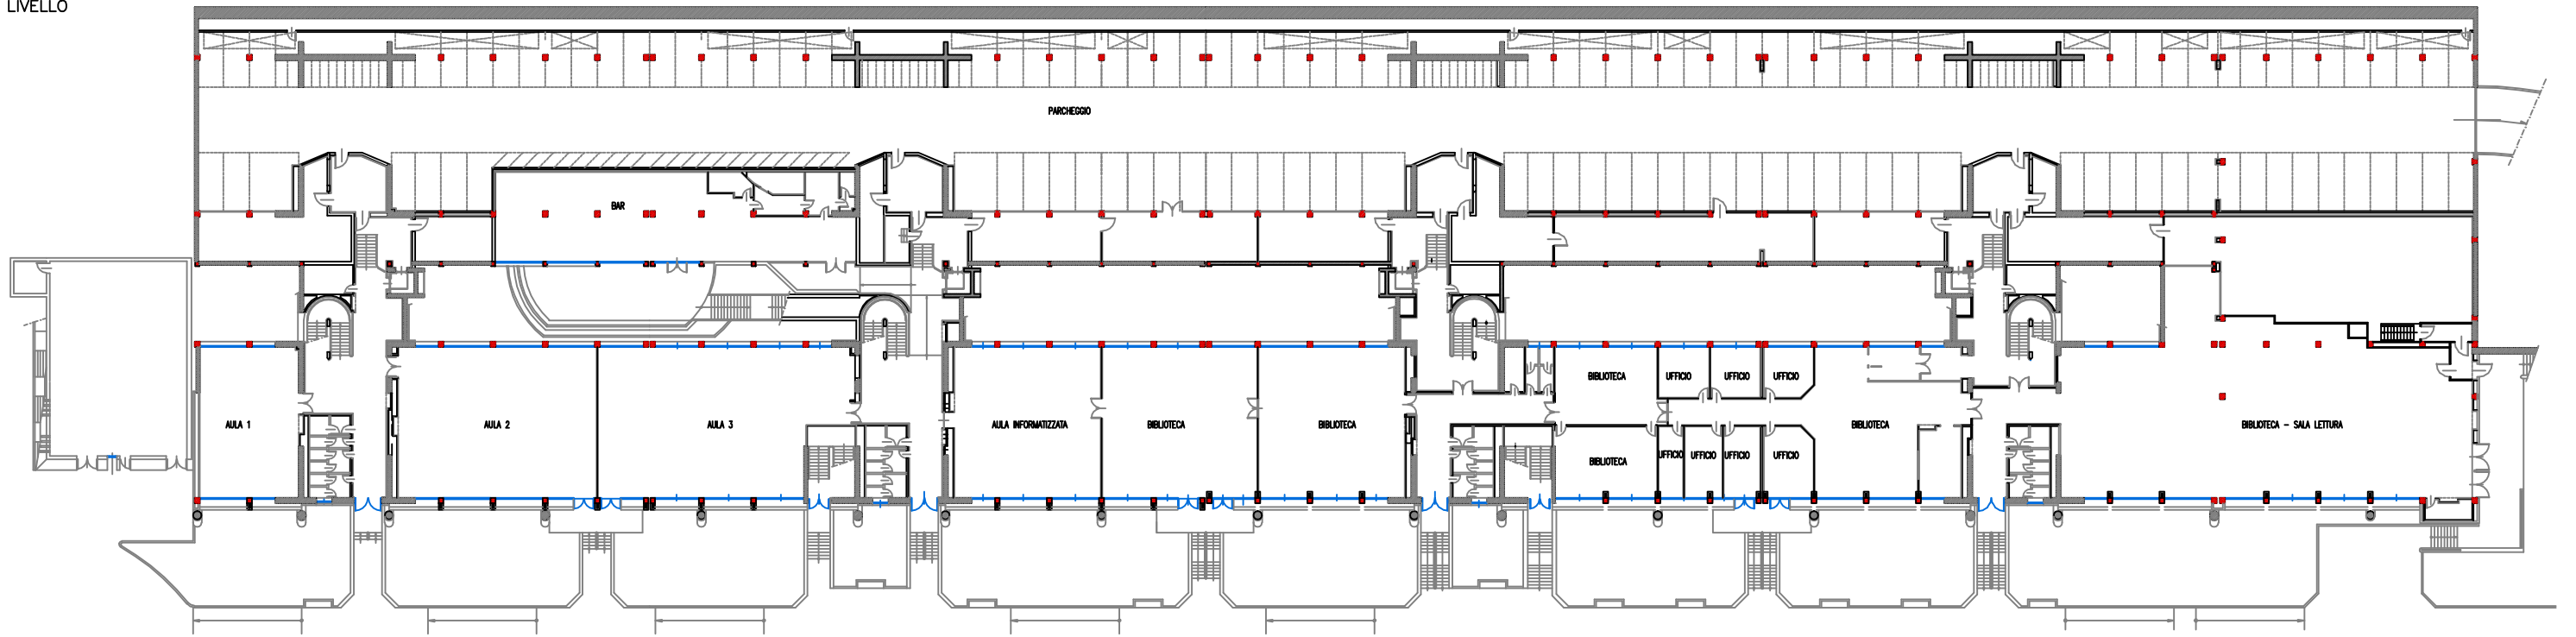 LIVELLO
PARCHEGGIO
BAR
BIBLIOTECA
UFFICIO
UFFICIO
UFFICIO
AULA 1
AULA 2
AULA 3
AULA INFORMATIZZATA
BIBLIOTECA
BIBLIOTECA
BIBLIOTECA
BIBLIOTECA - SALA LETTURA
BIBLIOTECA
UFFICIO
UFFICIO
UFFICIO
UFFICIO